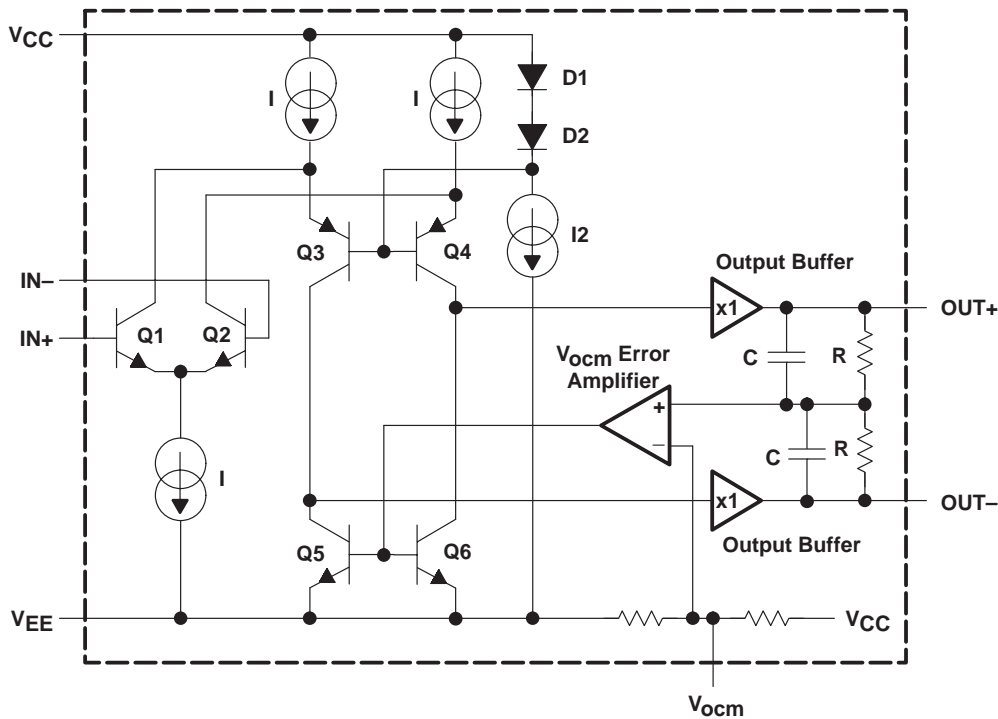 VCC
I
I
D1
D2
Q3
Q4
I2
IN–
IN+
Q1
Q2
Output Buffer
x1
OUT+
Vocm Error
Amplifier
+
–
C
R
C
R
I
x1
OUT–
Output Buffer
Q5
Q6
VEE
VCC
Vocm